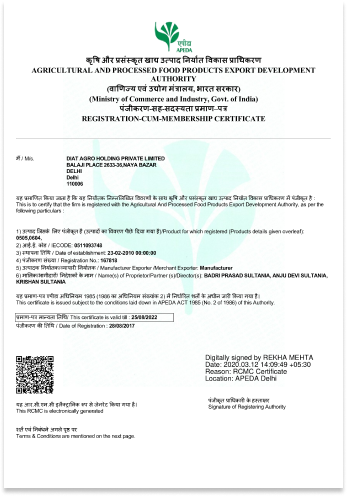 एपीडा
APEDA
कृषि और प्रसंस्कृत खाद्य उत्पाद निर्यात विकास प्राधिकरण
AGRICULTURAL AND PROCESSED FOOD PRODUCTS EXPORT DEVELOPMENT
AUTHORITY
(वाणिज्य एवं उद्योग मंत्रालय, भारत सरकार)
(Ministry of Commerce and Industry, Govt. of India)
पंजीकरण-सह-सदस्यता प्रमाण-पत्र
REGISTRATION-CUM-MEMBERSHIP CERTIFICATE
में / M/s. DIAT AGRO HOLDING PRIVATE LIMITED
BALAJI PLACE 2633-36,NAYA BAZAR
DELHI
Delhi
110006
यह प्रमाणित किया जाता है कि यह निर्यातक निम्नलिखित विवरणों के साथ कृषि और प्रसंस्कृत खाद्य उत्पाद निर्यात विकास प्राधिकरण में पंजीकृत है :
This is to certify that the firm is registered with the Agricultural And Processed Food Products Export Development Authority, as per the
following particulars :
1) उत्पाद जिसके लिए पंजीकृत है (उत्पादों का विवरण पीछे दिया गया है)/Product for which registered (Products details given overleaf):
0505,0604,
2) आई.ई. कोड / IECODE: 0511093748
3) स्थापना तिथि / Date of establishment: 23-02-2010 00:00:00
4) पंजीकरण संख्या / Registration No.: 167818
5) उत्पादक निर्यातक/व्यापारी निर्यातक / Manufacturer Exporter /Merchant Exporter: Manufacturer
6) मालिक/भागीदारों/ निदेशकों के नाम / Name(s) of Proprietor/Partner (s)/Director(s): BADRI PRASAD SULTANIA, ANJU DEVI SULTANIA,
KRISHAN SULTANIA
यह प्रमाण-पत्र एपीडा अधिनियम 1985 (1986 का अधिनियम संख्यांक 2) में निर्धारित शर्तों के अधीन जारी किया गया है।
This certificate is issued subject to the conditions laid down in APEDA ACT 1985 (No. 2 of 1986) of this Authority.
प्रमाण-पत्र मान्यता तिथि/ This certificate is valid till : 25/08/2022
पंजीकरण की तिथि / Date of Registration : 28/08/2017
Digitally signed by REKHA MEHTA
Date: 2020.03.12 14:09:49 +05:30
Reason: RCMC Certificate
Location: APEDA Delhi
पंजीकृत प्राधिकारी के हस्ताक्षर
Signature of Registering Authority
यह आर.सी.एम.सी इलैक्ट्रॉनिक रूप से जेनरेट किया गया है।
This RCMC is electronically generated
शर्तें एवं निबंधन अगले पृष्ठ पर
Terms & Conditions are mentioned on the next page.